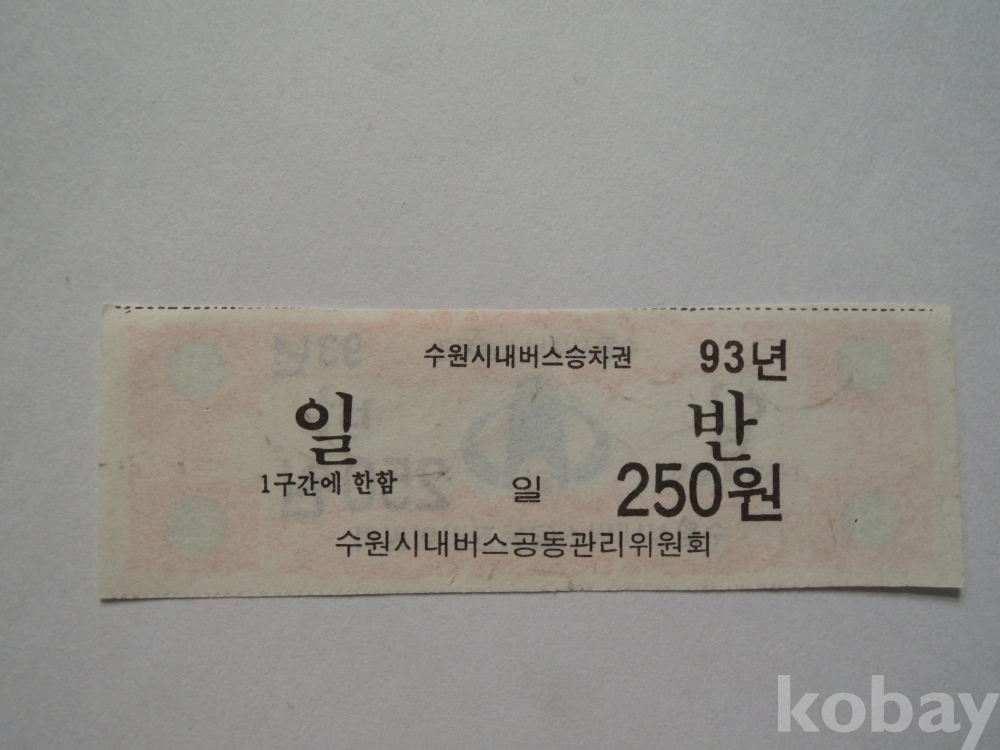 수원시내버스승차권 93년
일 반
1구간에 한함 일 250원
수원시내버스공동관리위원회
kobay